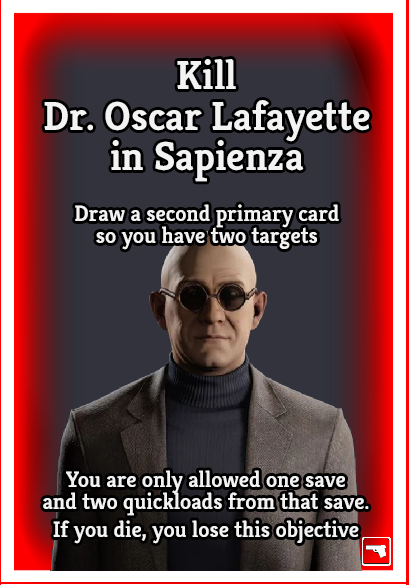 Kill
Dr. Oscar Lafayette
in Sapienza
Draw a second primary card
so you have two targets
You are only allowed one save
and two quickloads from that save.
If you die, you lose this objective